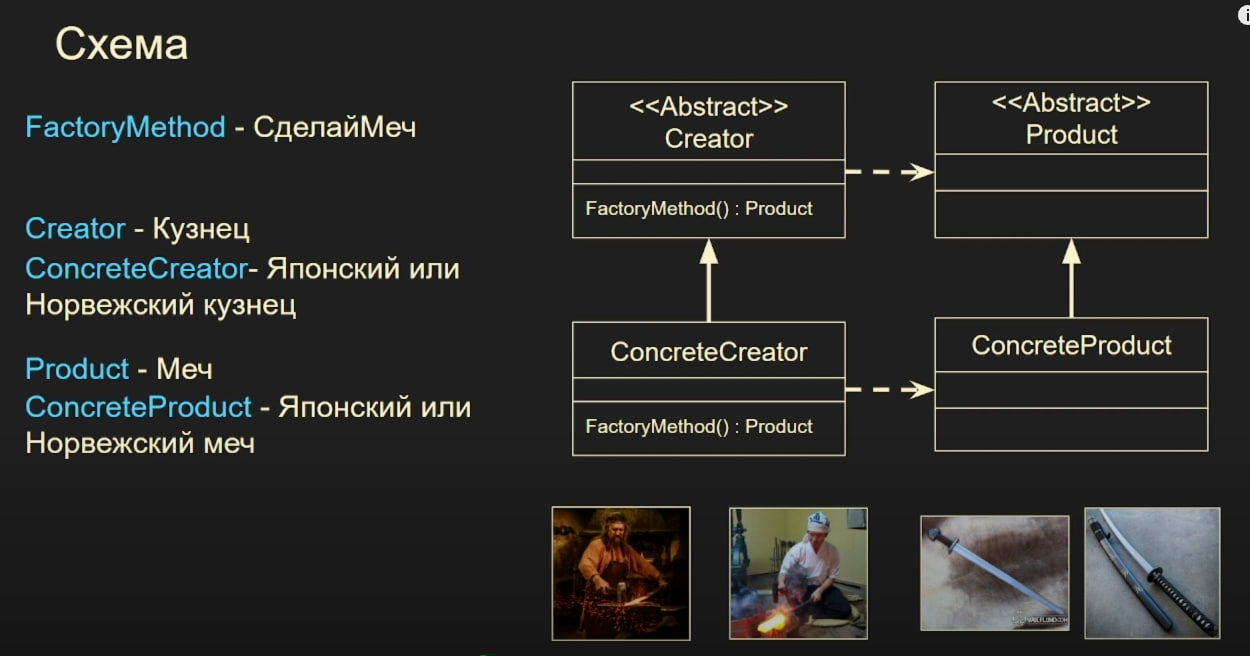 Схема
FactoryMethod - СделайМеч
Creator - Кузнец
ConcreteCreator- Японский или
Норвежский кузнец
Product - Меч
ConcreteProduct - Японский или
Норвежский меч
<<Abstract>>
Creator
FactoryMethod() : Product
<<Abstract>>
Product
ConcreteCreator
FactoryMethod() : Product
ConcreteProduct